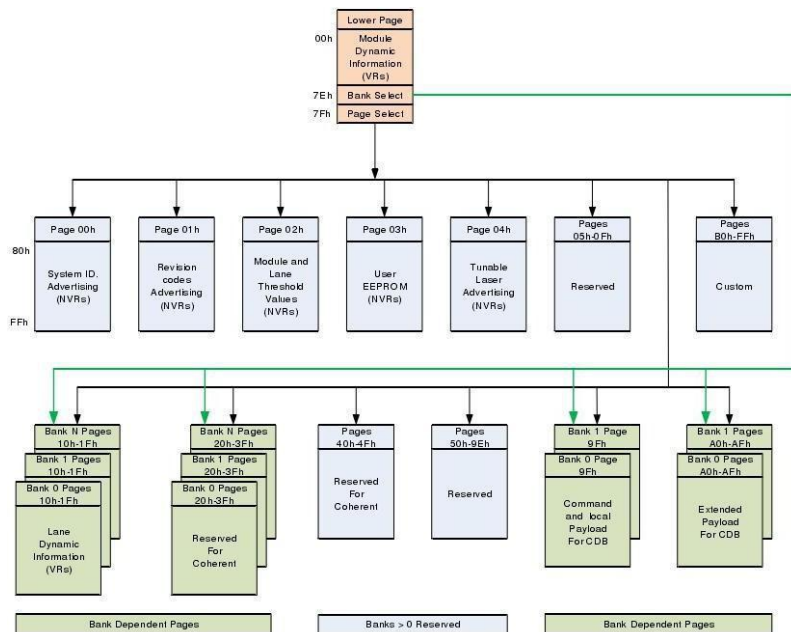 Lower Page
00h
Module
Dynamic
Information
(VRs)
7Eh
Bank Select
7Fh
Page Select
Page 00h
Page 01h
Page 02h
Page 03h
Page 04h
Pages
05h-0Fh
Pages
B0h-FFh
80h
System ID.
Advertising
(NVRs)
Revision
codes
Advertising
(NVRs)
Module and
Lane
Threshold
Values
(NVRs)
User
EEPROM
(NVRs)
Tunable
Laser
Advertising
(NVRs)
Reserved
Custom
FFh
Bank N Pages
10h-1Fh
Bank 1 Pages
10h-1Fh
Bank 0 Pages
10h-1Fh
Lane
Dynamic
Information
(VRs)
Bank N Pages
20h-3Fh
Bank 1 Pages
20h-3Fh
Bank 0 Pages
20h-3Fh
Reserved
For
Coherent
Pages
40h-4Fh
Reserved
For
Coherent
Pages
50h-9Eh
Reserved
Bank 1 Page
9Fh
Bank 0 Page
9Fh
Command
and local
Payload
For CDB
Bank 1 Pages
A0h-AFh
Bank 0 Pages
A0h-AFh
Extended
Payload
For CDB
Bank Dependent Pages
Banks > 0 Reserved
Bank Dependent Pages